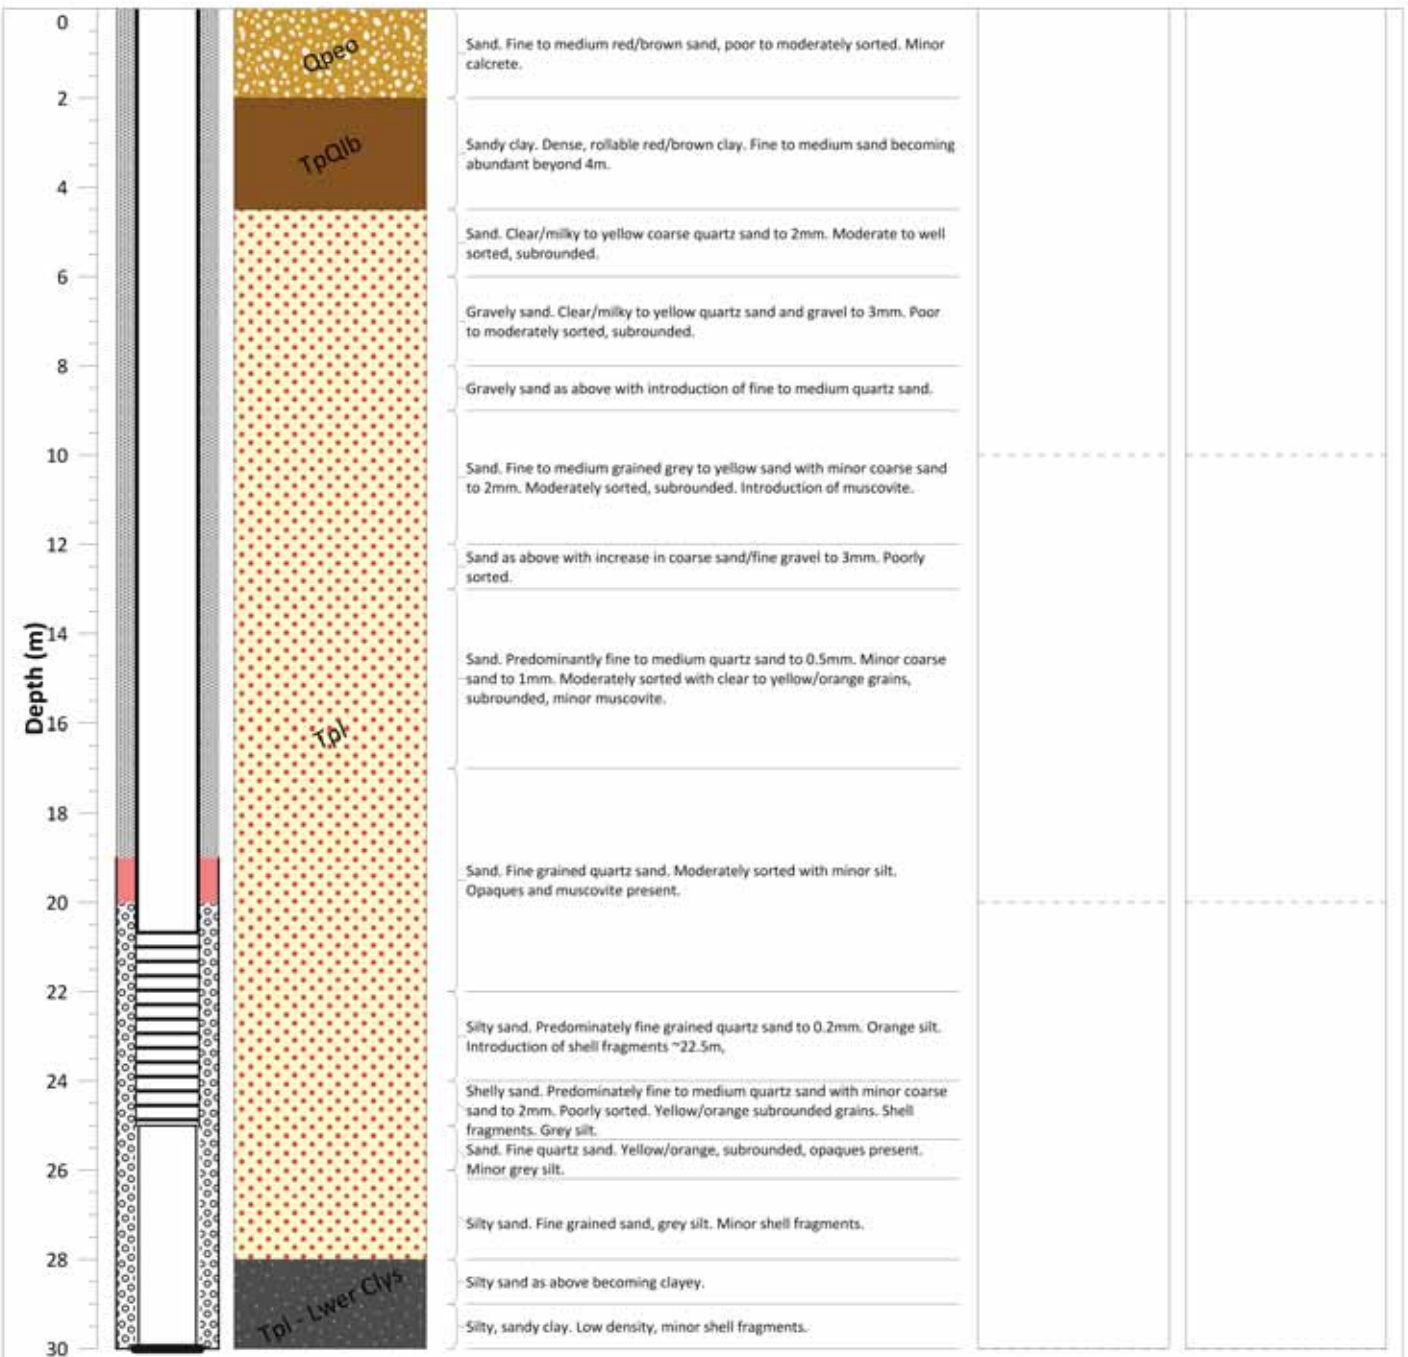 0
Qpeo
Sand. Fine to medium red/brown sand, poor to moderately sorted. Minor
calcrete.
2
TpQlb
Sandy clay. Dense, rollable red/brown clay. Fine to medium sand becoming
abundant beyond 4m.
4
Sand. Clear/milky to yellow coarse quartz sand to 2mm. Moderate to well
sorted, subrounded.
6
Gravely sand. Clear/milky to yellow quartz sand and gravel to 3mm. Poor
to moderately sorted, subrounded.
8
Gravely sand as above with introduction of fine to medium quartz sand.
10
Sand. Fine to medium grained grey to yellow sand with minor coarse sand
to 2mm. Moderately sorted, subrounded. Introduction of muscovite.
12
Sand as above with increase in coarse sand/fine gravel to 3mm. Poorly
sorted.
14
Depth (m)
Sand. Predominantly fine to medium quartz sand to 0.5mm. Minor coarse
sand to 1mm. Moderately sorted with clear to yellow/orange grains,
subrounded, minor muscovite.
16
Tpl
18
Sand. Fine grained quartz sand. Moderately sorted with minor silt.
Opaques and muscovite present.
20
22
Silty sand. Predominately fine grained quartz sand to 0.2mm. Orange silt.
Introduction of shell fragments ~22.5m,
24
Shelly sand. Predominately fine to medium quartz sand with minor coarse
sand to 2mm. Poorly sorted. Yellow/orange subrounded grains. Shell
fragments. Grey silt.
Sand. Fine quartz sand. Yellow/orange, subrounded, opaques present.
Minor grey silt.
26
Silty sand. Fine grained sand, grey silt. Minor shell fragments.
28
Tpl - Lwer Clys
Silty sand as above becoming clayey.
Silty, sandy clay. Low density, minor shell fragments.
30